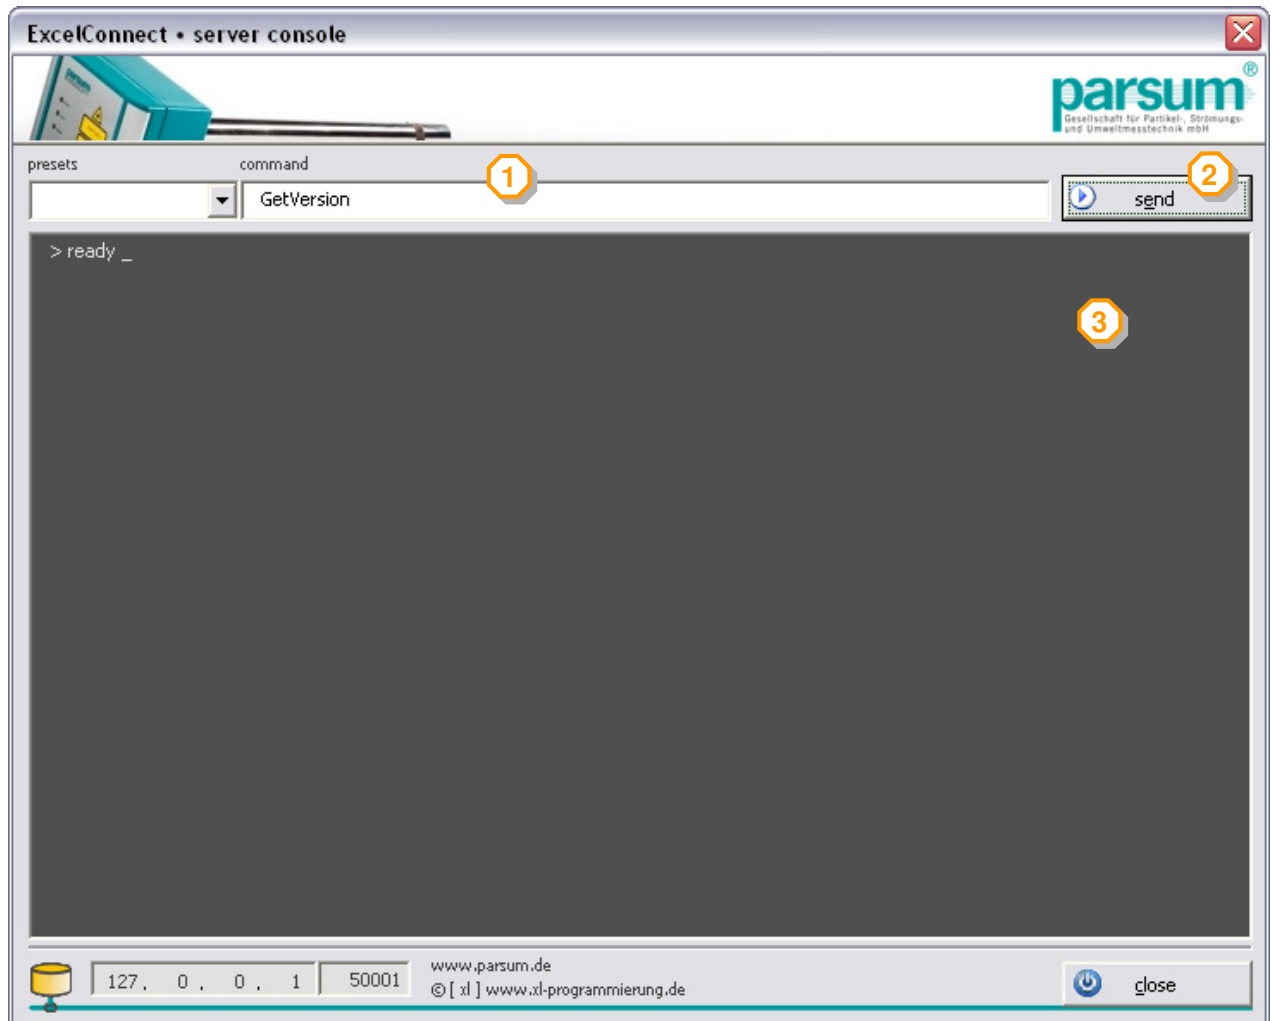 ExcelConnect • server console
parsum®
Gesellschaft für Partikel-, Strömungs-
und Umweltmesstechnik mbH
presets
command
1
2
GetVersion
send
> ready _
3
127. 0 . 0 . 1
50001
www.parsum.de
© [ xl ] www.xl-programmierung.de
close